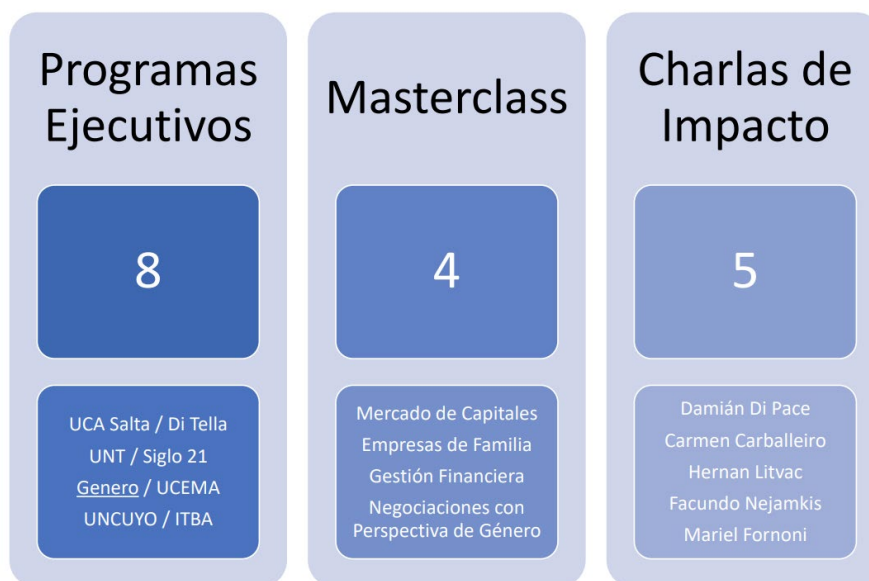 Programas
Ejecutivos
8
UCA Salta / Di Tella
UNT / Siglo 21
Genero / UCEMA
UNCUYO / ITBA
Masterclass
4
Mercado de Capitales
Empresas de Familia
Gestión Financiera
Negociaciones con
Perspectiva de Género
Charlas de
Impacto
5
Damián Di Pace
Carmen Carballeiro
Hernan Litvac
Facundo Nejamkis
Mariel Fornoni